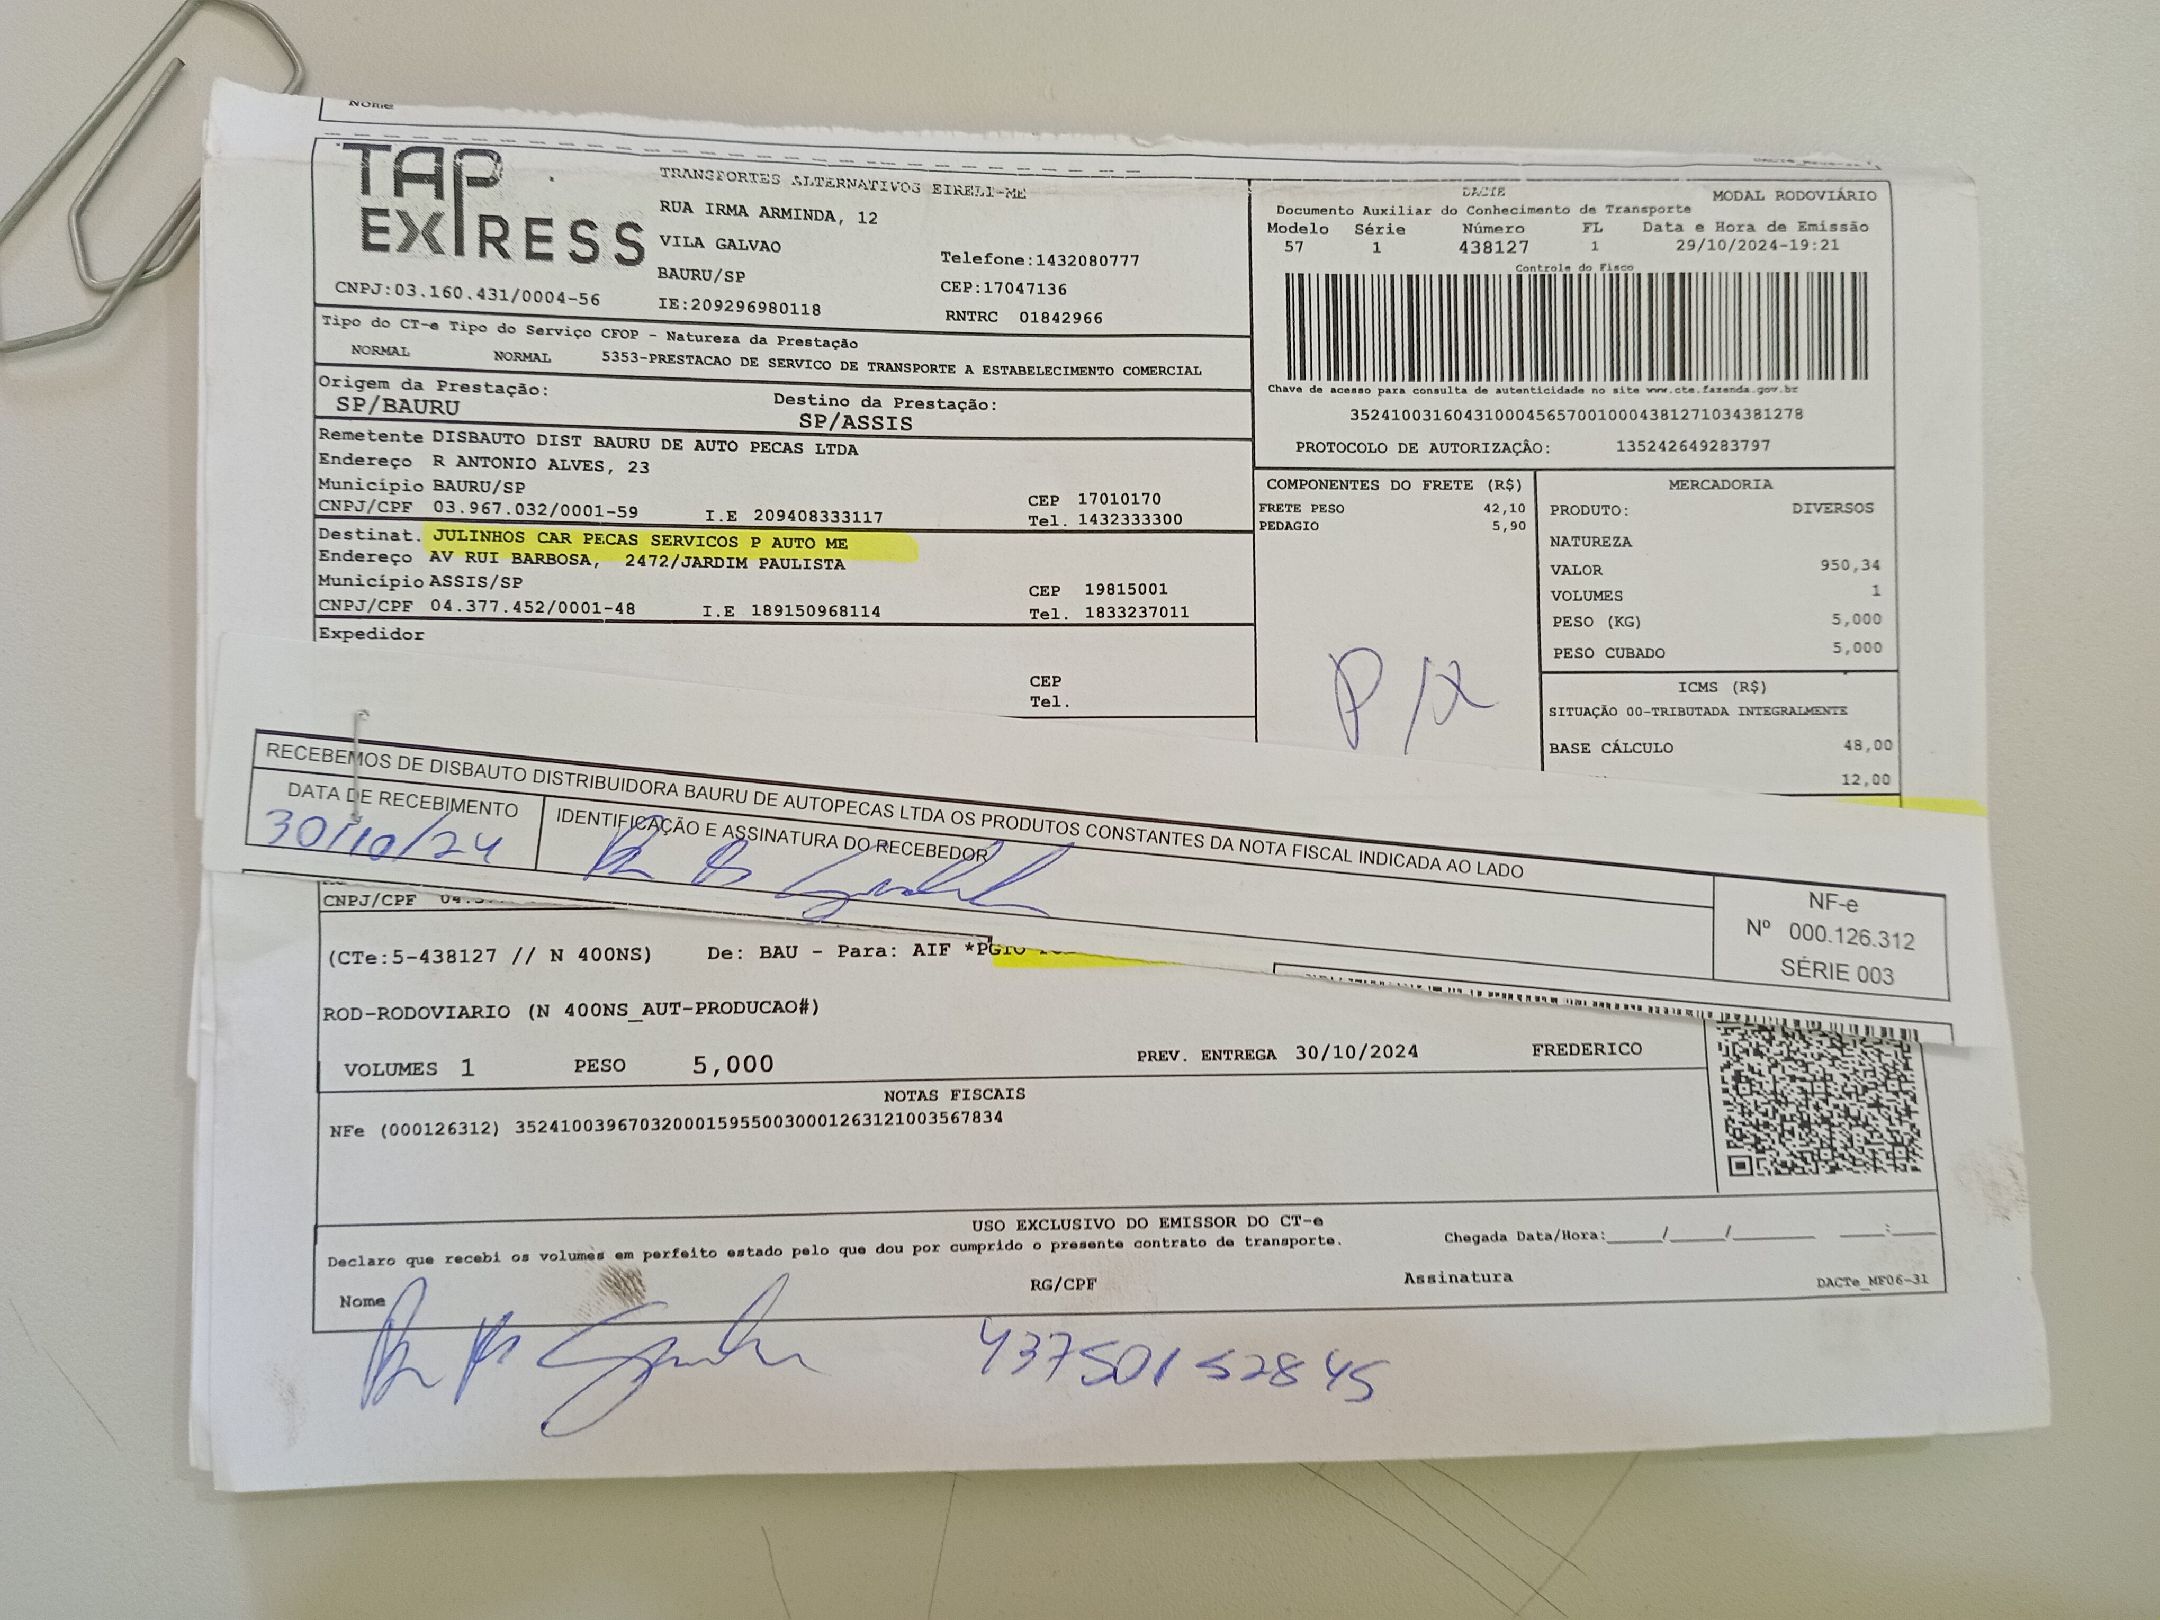 Nome
TAP EXPRESS
TRANSPORTES ALTERNATIVOS EIRELI-ME
RUA IRMA ARMINDA, 12
VILA GALVAO
Telefone:1432080777
BAURU/SP
CEP:17047136
CNPJ:03.160.431/0004-56
IE:209296980118
RNTRC 01842966
DACTE
MODAL RODOVIÁRIO
Documento Auxiliar do Conhecimento de Transporte
Modelo Série Número FL Data e Hora de Emissão
57 1 438127 1 29/10/2024-19:21
Controle do Fisco
Chave de acesso para consulta de autenticidade no site www.cte.fazenda.gov.br
35241003160431000456570010004381271034381278
PROTOCOLO DE AUTORIZAÇÂO: 135242649283797
Tipo do CT-e Tipo do Serviço CFOP - Natureza da Prestação
NORMAL NORMAL 5353-PRESTACAO DE SERVICO DE TRANSPORTE A ESTABELECIMENTO COMERCIAL
Origem da Prestação:
SP/BAURU
Destino da Prestação:
SP/ASSIS
Remetente DISBAUTO DIST BAURU DE AUTO PECAS LTDA
Endereço R ANTONIO ALVES, 23
Município BAURU/SP
CEP 17010170
CNPJ/CPF 03.967.032/0001-59 I.E 209408333117 Tel. 1432333300
Destinat. JULINHOS CAR PECAS SERVICOS P AUTO ME
Endereço AV RUI BARBOSA, 2472/JARDIM PAULISTA
Município ASSIS/SP
CEP 19815001
CNPJ/CPF 04.377.452/0001-48 I.E 189150968114 Tel. 1833237011
Expedidor
CEP
Tel.
COMPONENTES DO FRETE (R$)
FRETE PESO 42,10
PEDAGIO 5,90
MERCADORIA
PRODUTO: DIVERSOS
NATUREZA
VALOR 950,34
VOLUMES 1
PESO (KG) 5,000
PESO CUBADO 5,000
ICMS (R$)
SITUAÇÃO 00-TRIBUTADA INTEGRALMENTE
BASE CÁLCULO 48,00
12,00
RECEBEMOS DE DISBAUTO DISTRIBUIDORA BAURU DE AUTOPECAS LTDA OS PRODUTOS CONSTANTES DA NOTA FISCAL INDICADA AO LADO
DATA DE RECEBIMENTO
30/10/24
IDENTIFICAÇÃO E ASSINATURA DO RECEBEDOR
NF-e
Nº 000.126.312
SÉRIE 003
CNPJ/CPF
(CTe:5-438127 // N 400NS) De: BAU - Para: AIF
ROD-RODOVIARIO (N 400NS_AUT-PRODUCAO#)
VOLUMES 1 PESO 5,000 PREV. ENTREGA 30/10/2024 FREDERICO
NOTAS FISCAIS
NFe (000126312) 35241003967032000159550030001263121003567834
USO EXCLUSIVO DO EMISSOR DO CT-e
Declaro que recebi os volumes em perfeito estado pelo que dou por cumprido o presente contrato de transporte.
Chegada Data/Hora:_____/_____/________ ____:____
Nome
RG/CPF
Assinatura
DACTe_MF06-31
43750152845